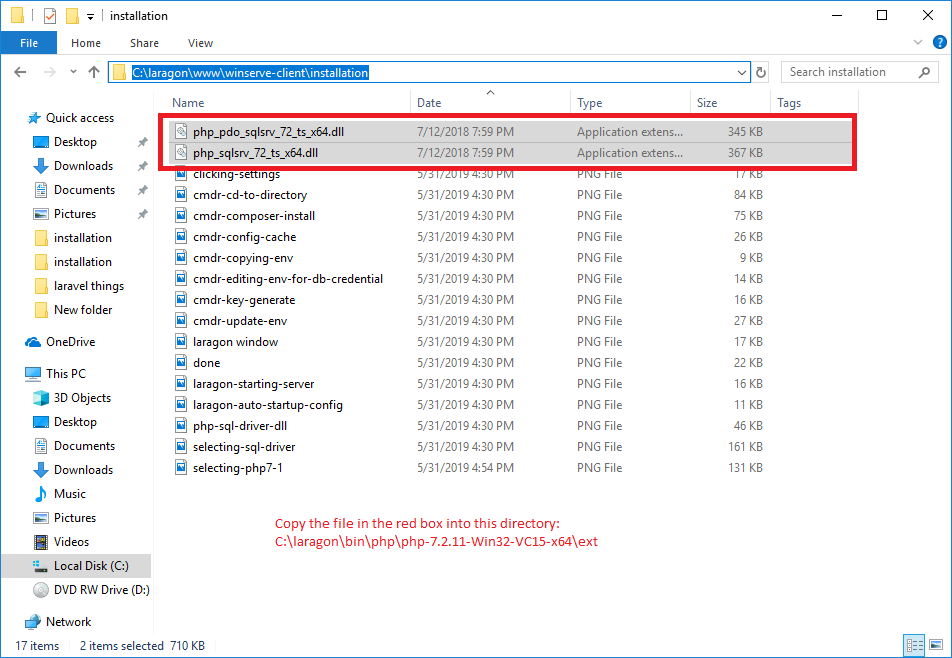 installation
File Home Share View
C:\laragon\www\winserve-client\installation
Search installation
Name Date Type Size Tags
php_pdo_sqlsrv_72_ts_x64.dll 7/12/2018 7:59 PM Application extens... 345 KB
php_sqlsrv_72_ts_x64.dll 7/12/2018 7:59 PM Application extens... 367 KB
clicking-settings 5/31/2019 4:30 PM PNG File 17 KB
cmdr-cd-to-directory 5/31/2019 4:30 PM PNG File 84 KB
cmdr-composer-install 5/31/2019 4:30 PM PNG File 75 KB
cmdr-config-cache 5/31/2019 4:30 PM PNG File 26 KB
cmdr-copying-env 5/31/2019 4:30 PM PNG File 9 KB
cmdr-editing-env-for-db-credential 5/31/2019 4:30 PM PNG File 14 KB
cmdr-key-generate 5/31/2019 4:30 PM PNG File 16 KB
cmdr-update-env 5/31/2019 4:30 PM PNG File 27 KB
laragon window 5/31/2019 4:30 PM PNG File 17 KB
done 5/31/2019 4:30 PM PNG File 22 KB
laragon-starting-server 5/31/2019 4:30 PM PNG File 16 KB
laragon-auto-startup-config 5/31/2019 4:30 PM PNG File 11 KB
php-sql-driver-dll 5/31/2019 4:30 PM PNG File 46 KB
selecting-sql-driver 5/31/2019 4:30 PM PNG File 161 KB
selecting-php7-1 5/31/2019 4:54 PM PNG File 131 KB
Quick access
Desktop
Downloads
Documents
Pictures
installation
installation
laravel things
New folder
OneDrive
This PC
3D Objects
Desktop
Documents
Downloads
Music
Pictures
Videos
Local Disk (C:)
DVD RW Drive (D:)
Network
Copy the file in the red box into this directory:
C:\laragon\bin\php\php-7.2.11-Win32-VC15-x64\ext
17 items 2 items selected 710 KB